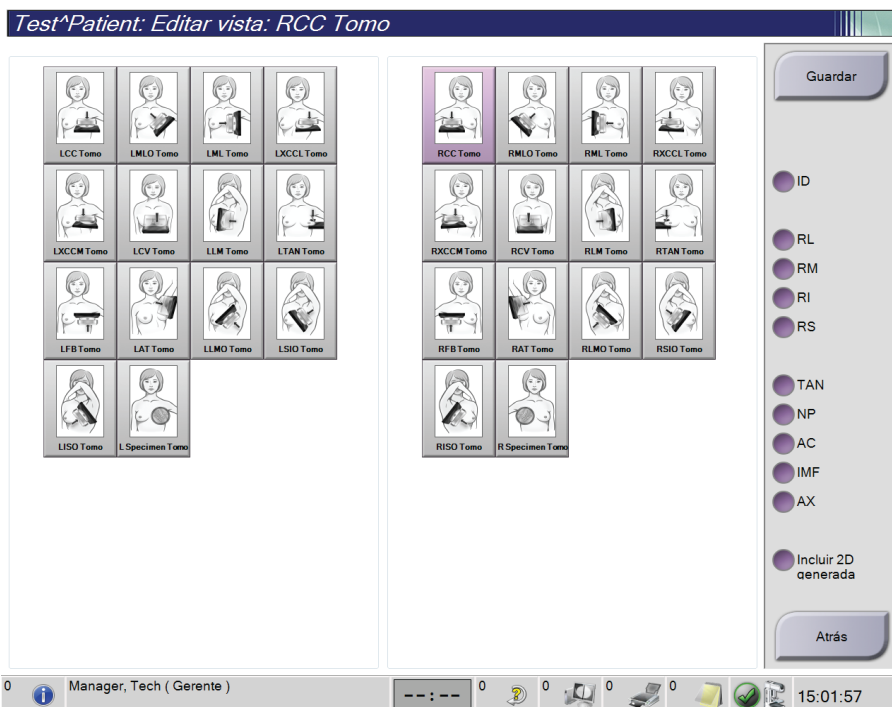 Test^Patient: Editar vista: RCC Tomo
LCC Tomo
LMLO Tomo
LML Tomo
LXCCL Tomo
LXCCM Tomo
LCV Tomo
LLM Tomo
LTAN Tomo
LFB Tomo
LAT Tomo
LLMO Tomo
LSIO Tomo
LISO Tomo
L Specimen Tomo
RCC Tomo
RMLO Tomo
RML Tomo
RXCCL Tomo
RXCCM Tomo
RCV Tomo
RLM Tomo
RTAN Tomo
RFB Tomo
RAT Tomo
RLMO Tomo
RSIO Tomo
RISO Tomo
R Specimen Tomo
Guardar
ID
RL
RM
RI
RS
TAN
NP
AC
IMF
AX
Incluir 2D
generada
Atrás
0
Manager, Tech ( Gerente )
--:--
0
0
0
0
15:01:57